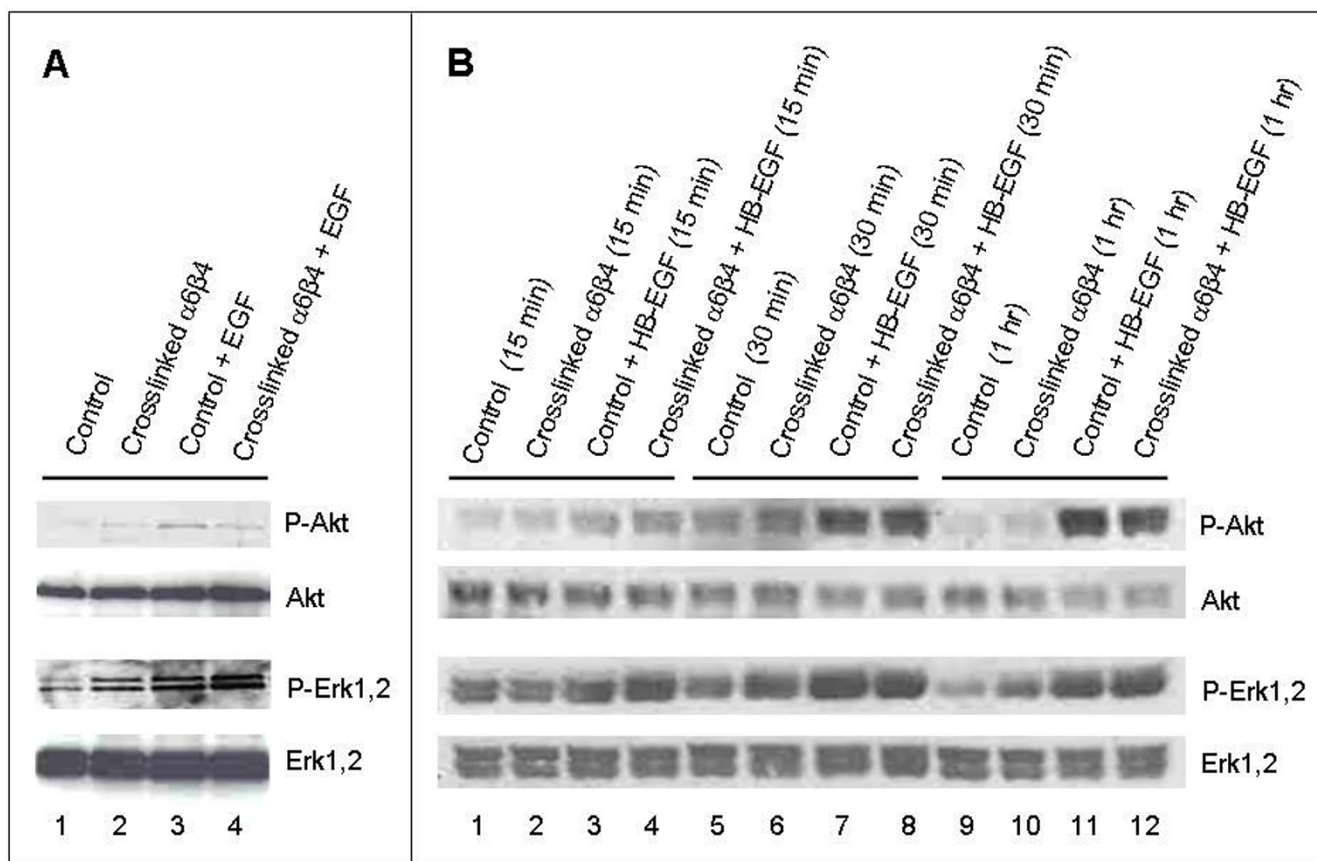 A
Control
Crosslinked α6β4
Control + EGF
Crosslinked α6β4 + EGF
P-Akt
Akt
P-Erk1,2
Erk1,2
1 2 3 4
B
Control (15 min)
Crosslinked α6β4 (15 min)
Control + HB-EGF (15 min)
Crosslinked α6β4 + HB-EGF (15 min)
Control (30 min)
Crosslinked α6β4 (30 min)
Control + HB-EGF (30 min)
Crosslinked α6β4 + HB-EGF (30 min)
Control (1 hr)
Crosslinked α6β4 (1 hr)
Control + HB-EGF (1 hr)
Crosslinked α6β4 + HB-EGF (1 hr)
P-Akt
Akt
P-Erk1,2
Erk1,2
1 2 3 4 5 6 7 8 9 10 11 12